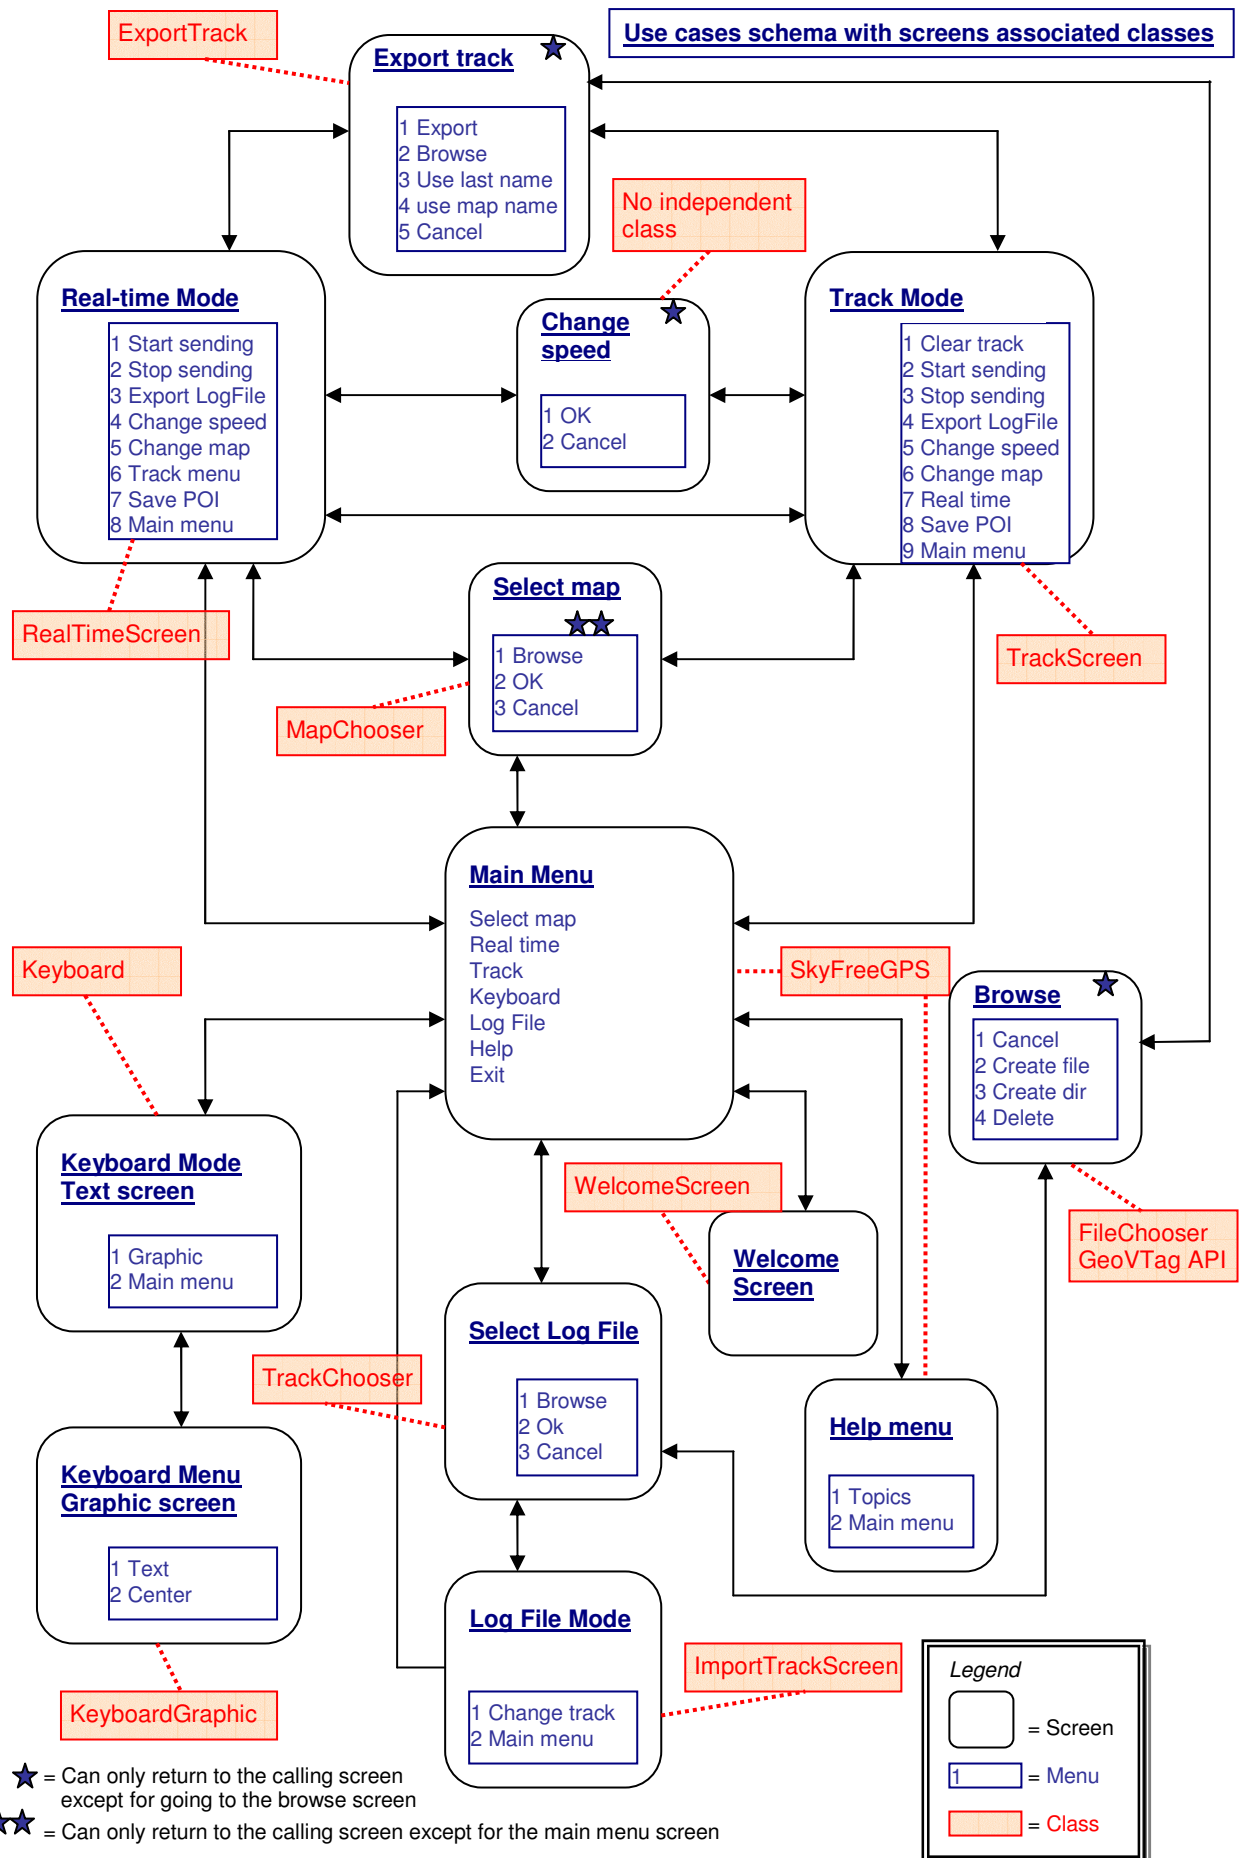 ExportTrack
Use cases schema with screens associated classes
Export track
1 Export
2 Browse
3 Use last name
4 use map name
5 Cancel
No independent
class
Real-time Mode
1 Start sending
2 Stop sending
3 Export LogFile
4 Change speed
5 Change map
6 Track menu
7 Save POI
8 Main menu
Change
speed
1 OK
2 Cancel
Track Mode
1 Clear track
2 Start sending
3 Stop sending
4 Export LogFile
5 Change speed
6 Change map
7 Real time
8 Save POI
9 Main menu
RealTimeScreen
Select map
1 Browse
2 OK
3 Cancel
TrackScreen
MapChooser
Main Menu
Select map
Real time
Track
Keyboard
Log File
Help
Exit
Keyboard
SkyFreeGPS
Browse
1 Cancel
2 Create file
3 Create dir
4 Delete
Keyboard Mode
Text screen
1 Graphic
2 Main menu
WelcomeScreen
Welcome
Screen
FileChooser
GeoVTag API
Select Log File
1 Browse
2 Ok
3 Cancel
TrackChooser
Help menu
1 Topics
2 Main menu
Keyboard Menu
Graphic screen
1 Text
2 Center
Log File Mode
1 Change track
2 Main menu
ImportTrackScreen
KeyboardGraphic
Legend
= Screen
1 = Menu
= Class
= Can only return to the calling screen
except for going to the browse screen
= Can only return to the calling screen except for the main menu screen